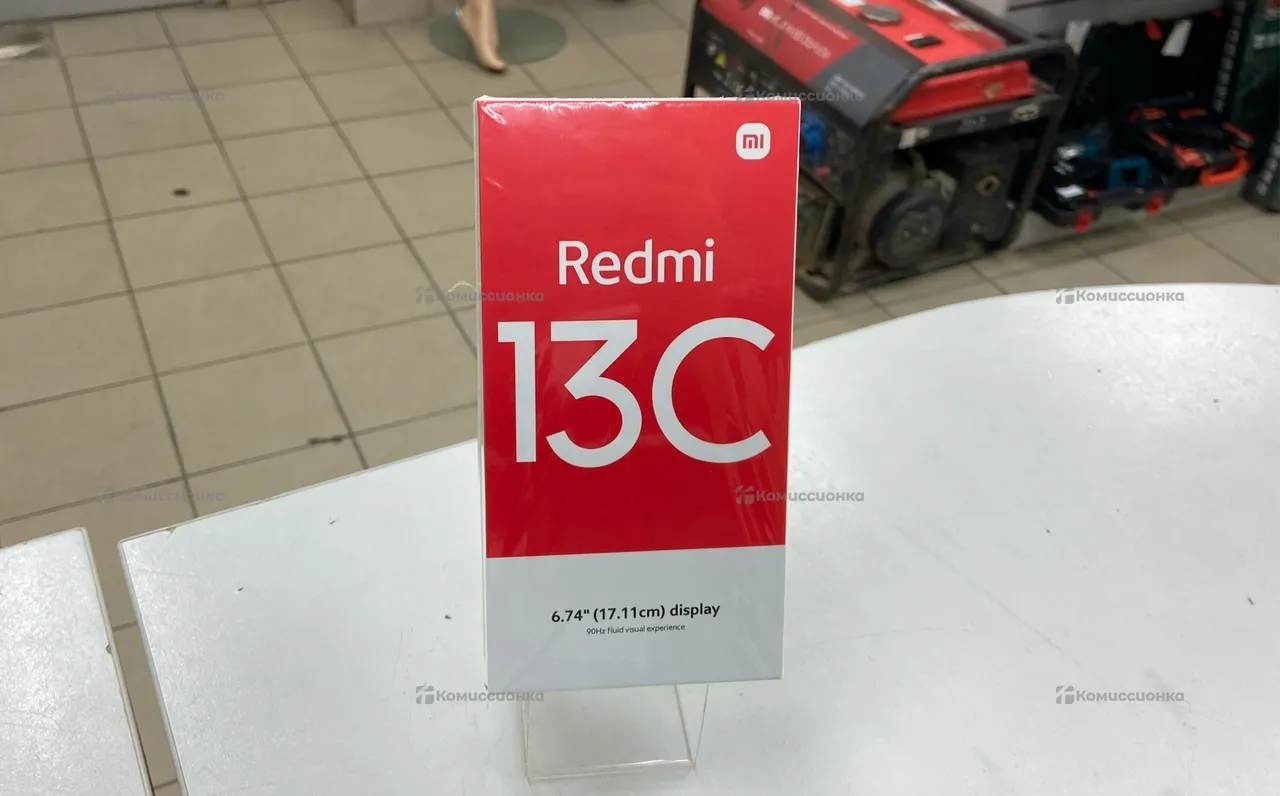 Комиссионка
Комиссионка
mi
Redmi
Комиссионка
Комиссионка
13C
Комиссионка
Комиссионка
6.74" (17.11cm) display
90Hz fluid visual experience
Комиссионка
Комиссионка